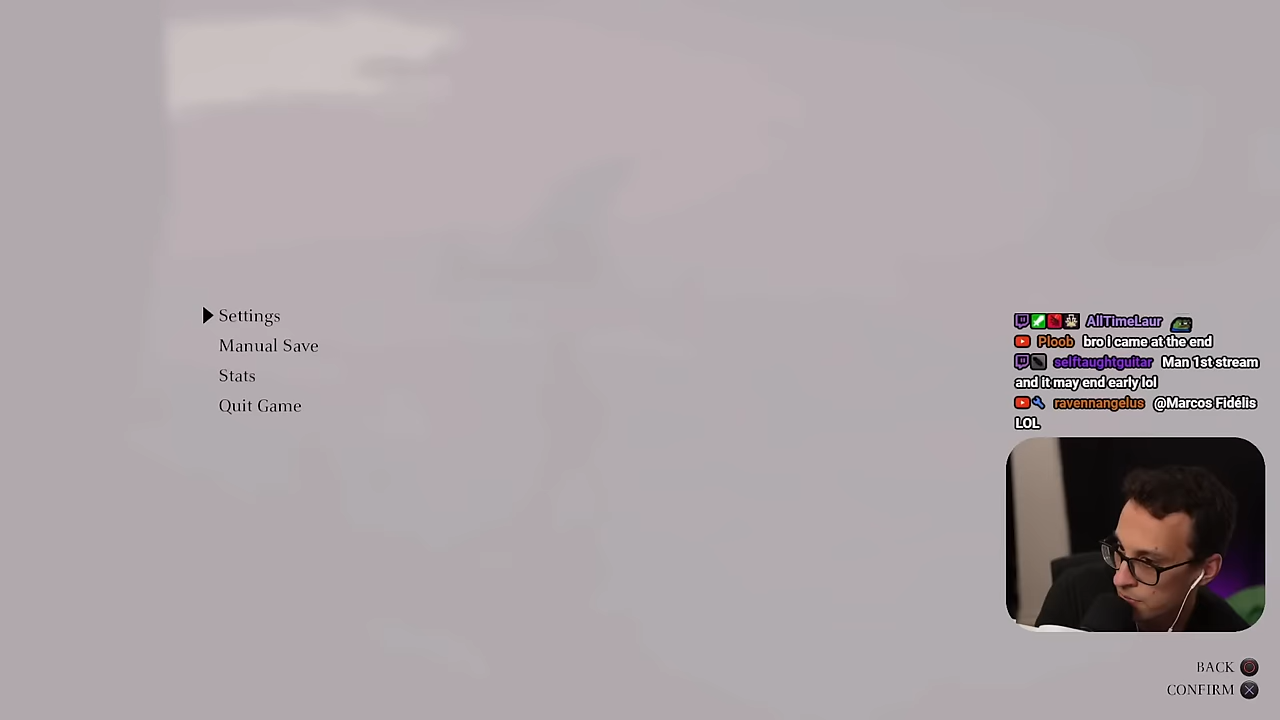 Settings
Manual Save
Stats
Quit Game
AllTimeLaur
Ploob bro i came at the end
selftaughtguitar Man 1st stream
and it may end early lol
ravennangelus @Marcos Fidélis
LOL
BACK
CONFIRM